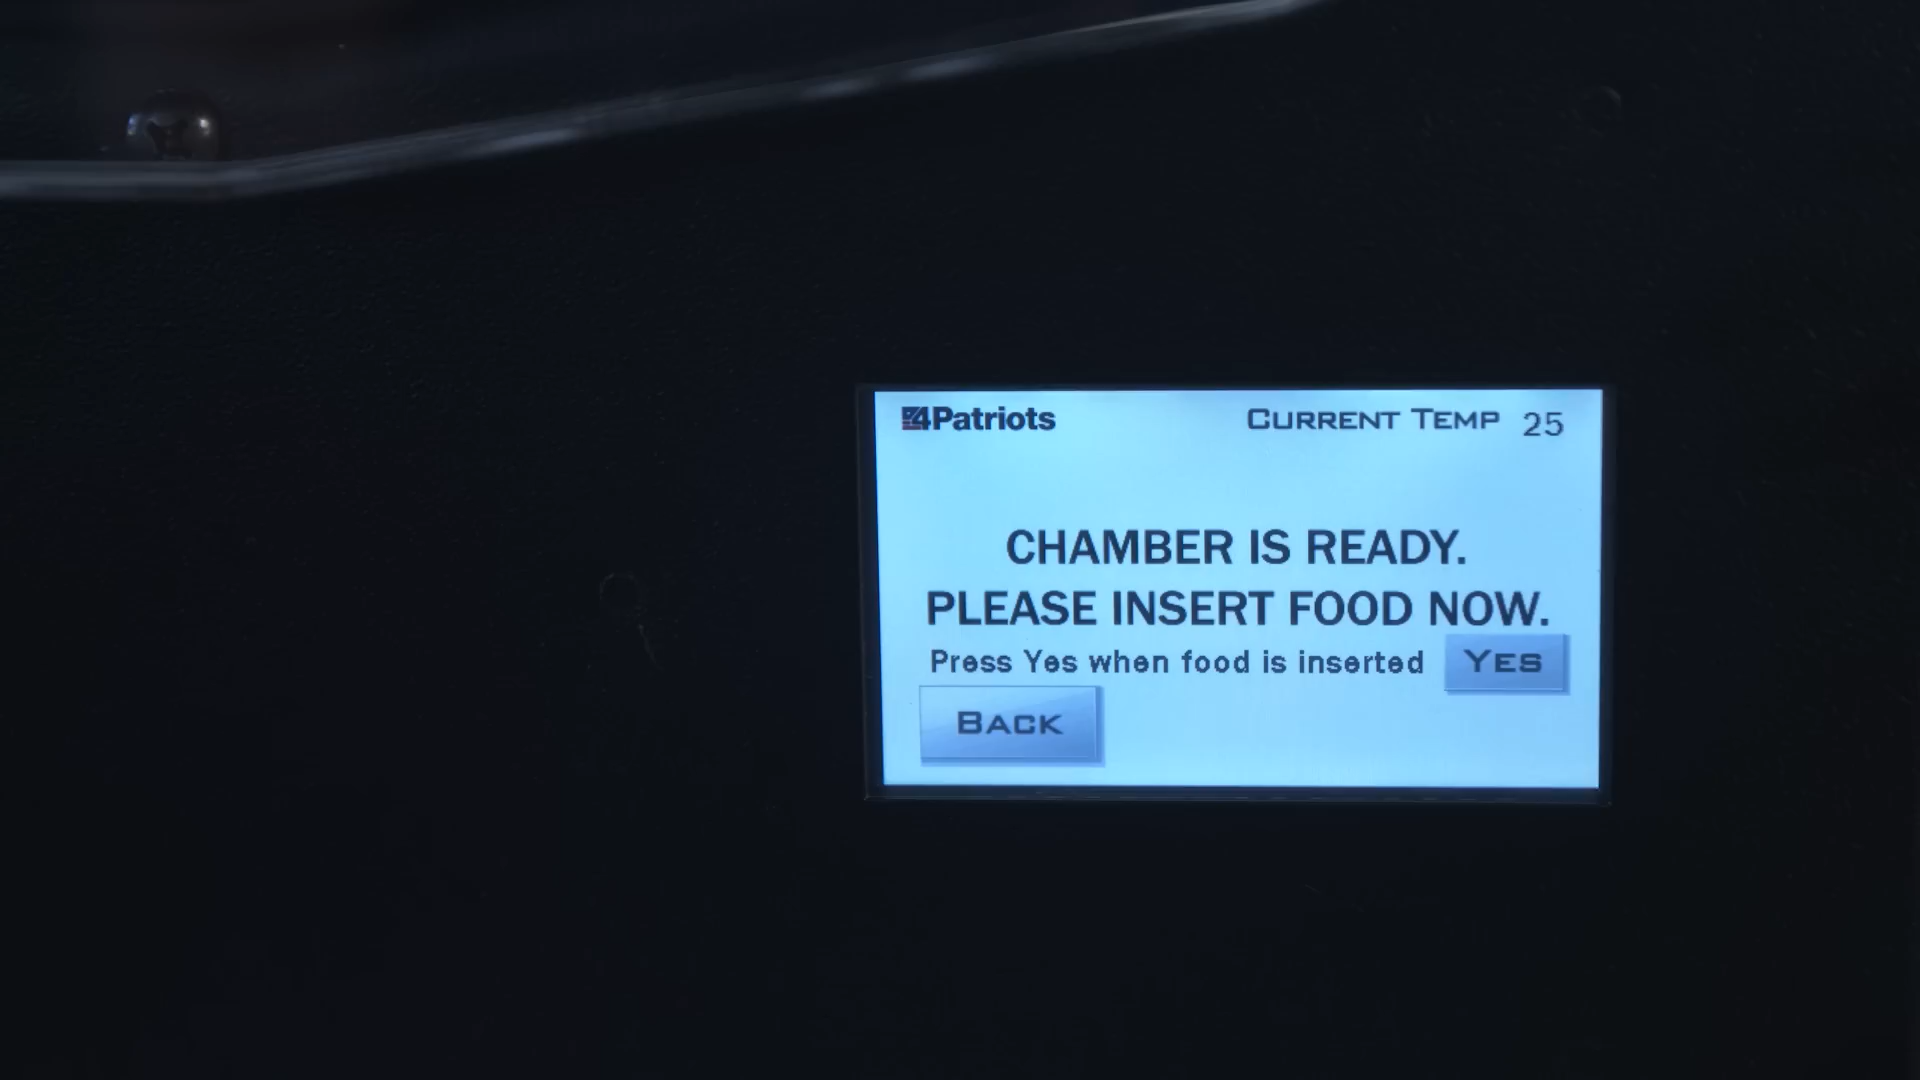 4Patriots
CURRENT TEMP 25
CHAMBER IS READY.
PLEASE INSERT FOOD NOW.
Press Yes when food is inserted YES
BACK